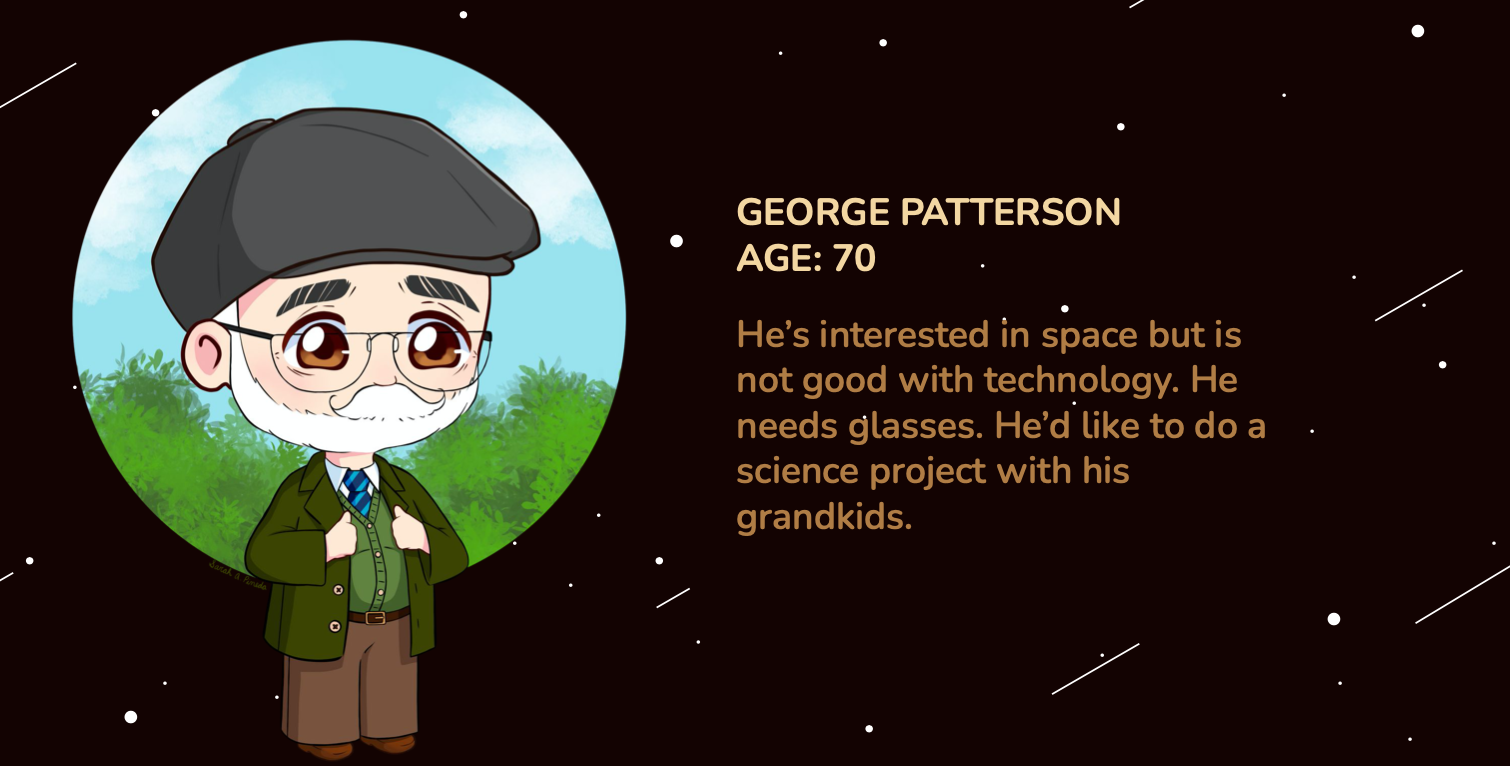 GEORGE PATTERSON
AGE: 70
He’s interested in space but is
not good with technology. He
needs glasses. He’d like to do a
science project with his
grandkids.
Sarah